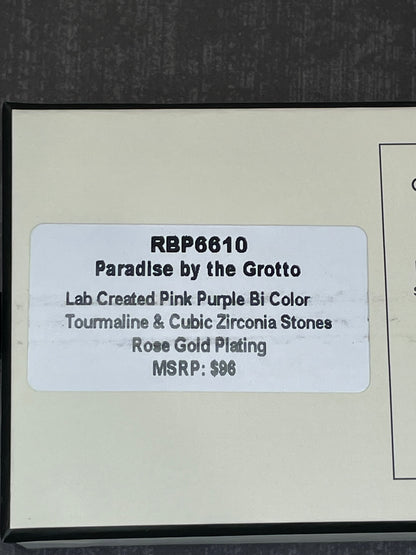 RBP6610
Paradise by the Grotto
Lab Created Pink Purple Bi Color
Tourmaline & Cubic Zirconia Stones
Rose Gold Plating
MSRP: $96